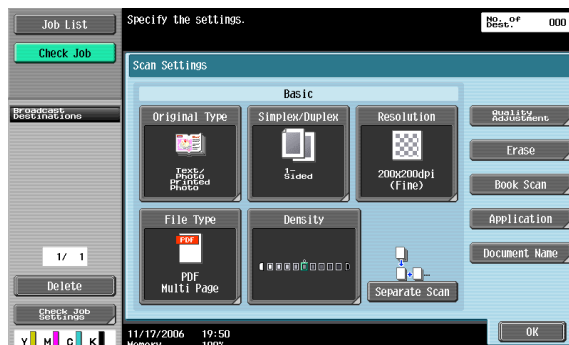 Job List
Check Job
Specify the settings.
No. of
Dest.
000
Scan Settings
Broadcast
Destinations
Basic
Original Type
Text/
Photo
Printed
Photo
Simplex/Duplex
1-
Sided
Resolution
200X200dpi
(Fine)
File Type
PDF
PDF
Multi Page
Density
Separate Scan
Quality
Adjustment
Erase
Book Scan
Application
Document Name
1/ 1
Delete
Check Job
Settings
Y M C K
11/17/2006 19:50
Memory 100%
OK